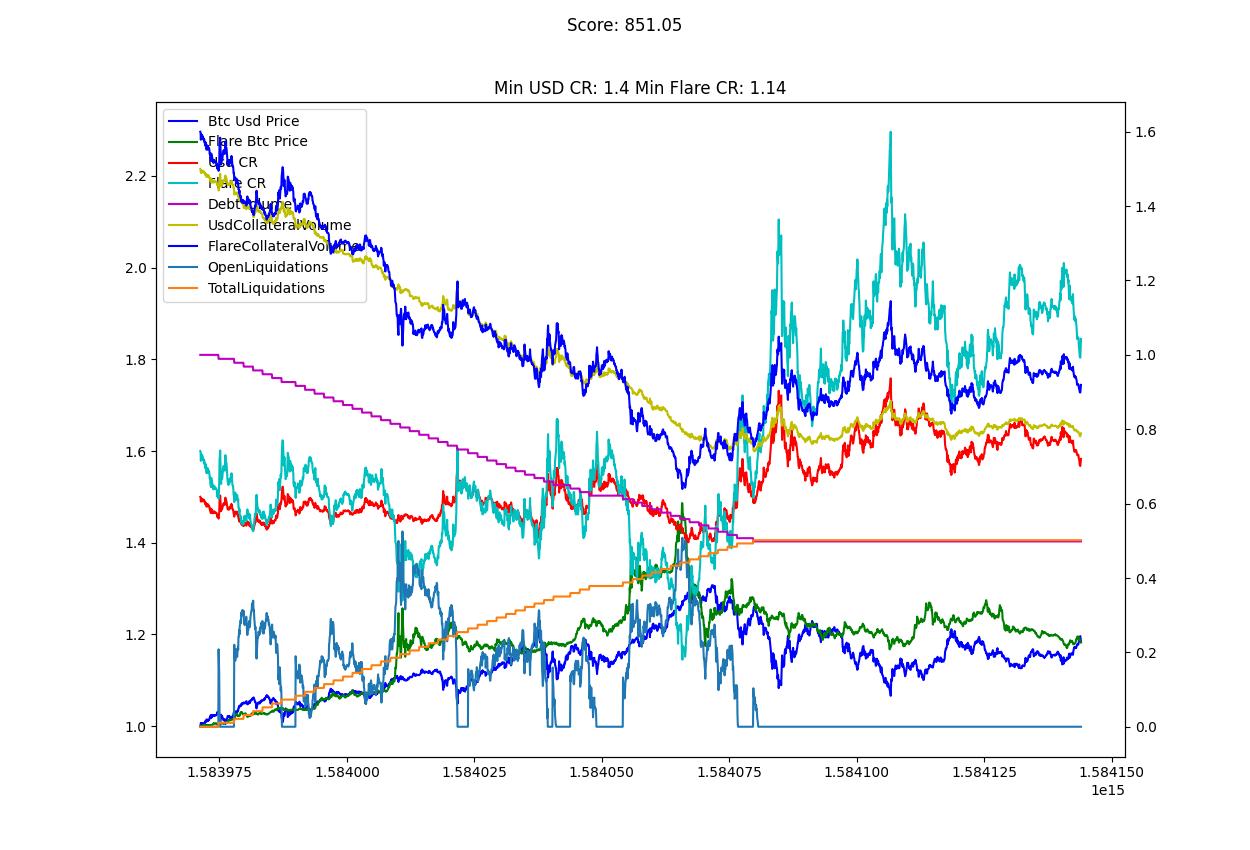 Score: 851.05
Min USD CR: 1.4 Min Flare CR: 1.14
Btc Usd Price
Flare Btc Price
Usd CR
Flare CR
DebtVolume
UsdCollateralVolume
FlareCollateralVolume
OpenLiquidations
TotalLiquidations
2.2
2.0
1.8
1.6
1.4
1.2
1.0
1.6
1.4
1.2
1.0
0.8
0.6
0.4
0.2
0.0
1.583975 1.584000 1.584025 1.584050 1.584075 1.584100 1.584125 1.584150
1e15